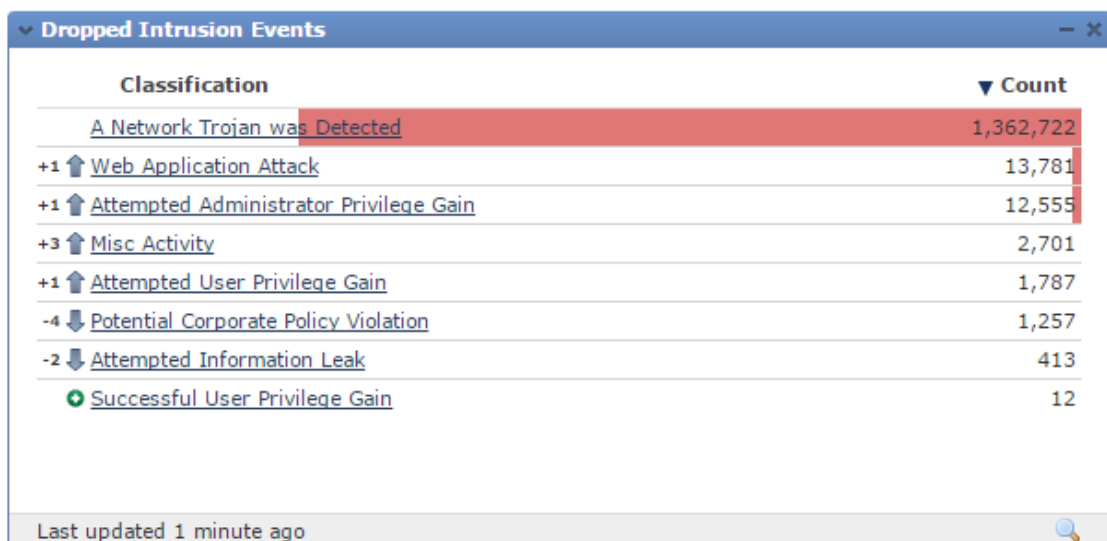 Dropped Intrusion Events
Classification Count
A Network Trojan was Detected 1,362,722
+1 Web Application Attack 13,781
+1 Attempted Administrator Privilege Gain 12,555
+3 Misc Activity 2,701
+1 Attempted User Privilege Gain 1,787
-4 Potential Corporate Policy Violation 1,257
-2 Attempted Information Leak 413
Successful User Privilege Gain 12
Last updated 1 minute ago